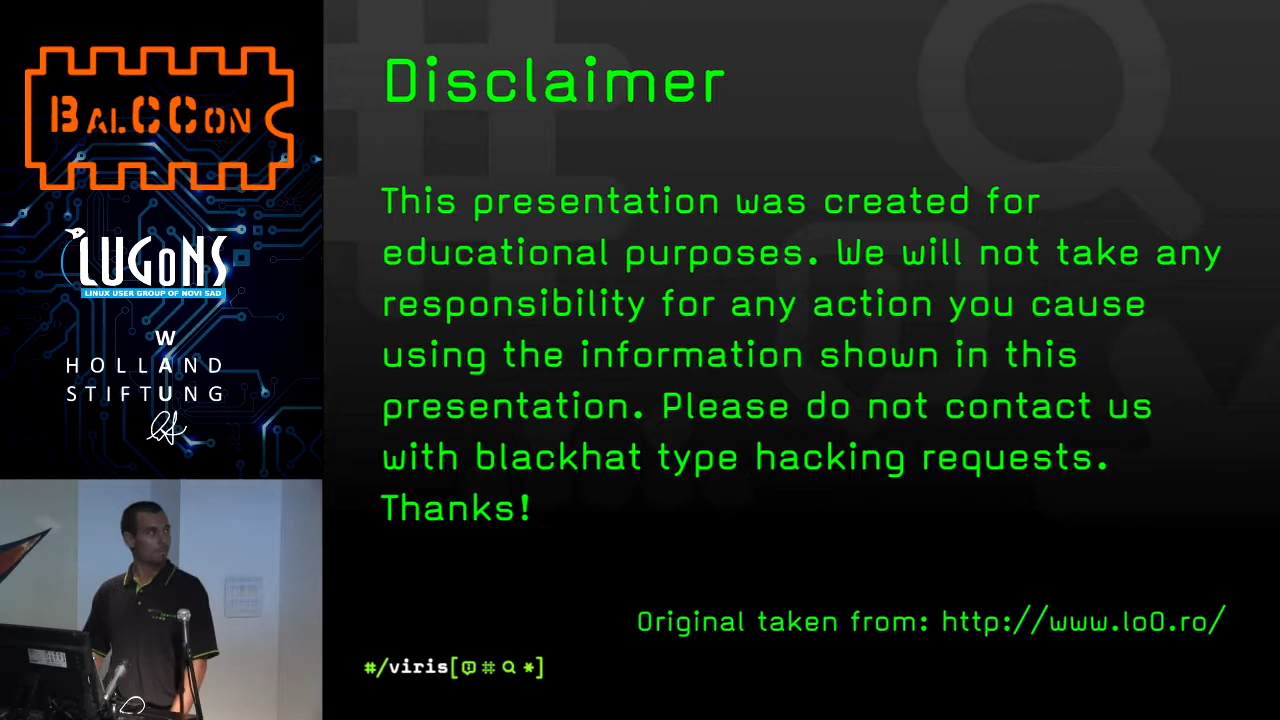 BALCCON
LUGoNS
LINUX USER GROUP OF NOVI SAD
W
HOLLAND
STIFTUNG
Disclaimer
This presentation was created for
educational purposes. We will not take any
responsibility for any action you cause
using the information shown in this
presentation. Please do not contact us
with blackhat type hacking requests.
Thanks!
Original taken from: http://www.lo0.ro/
#/viris[# *]